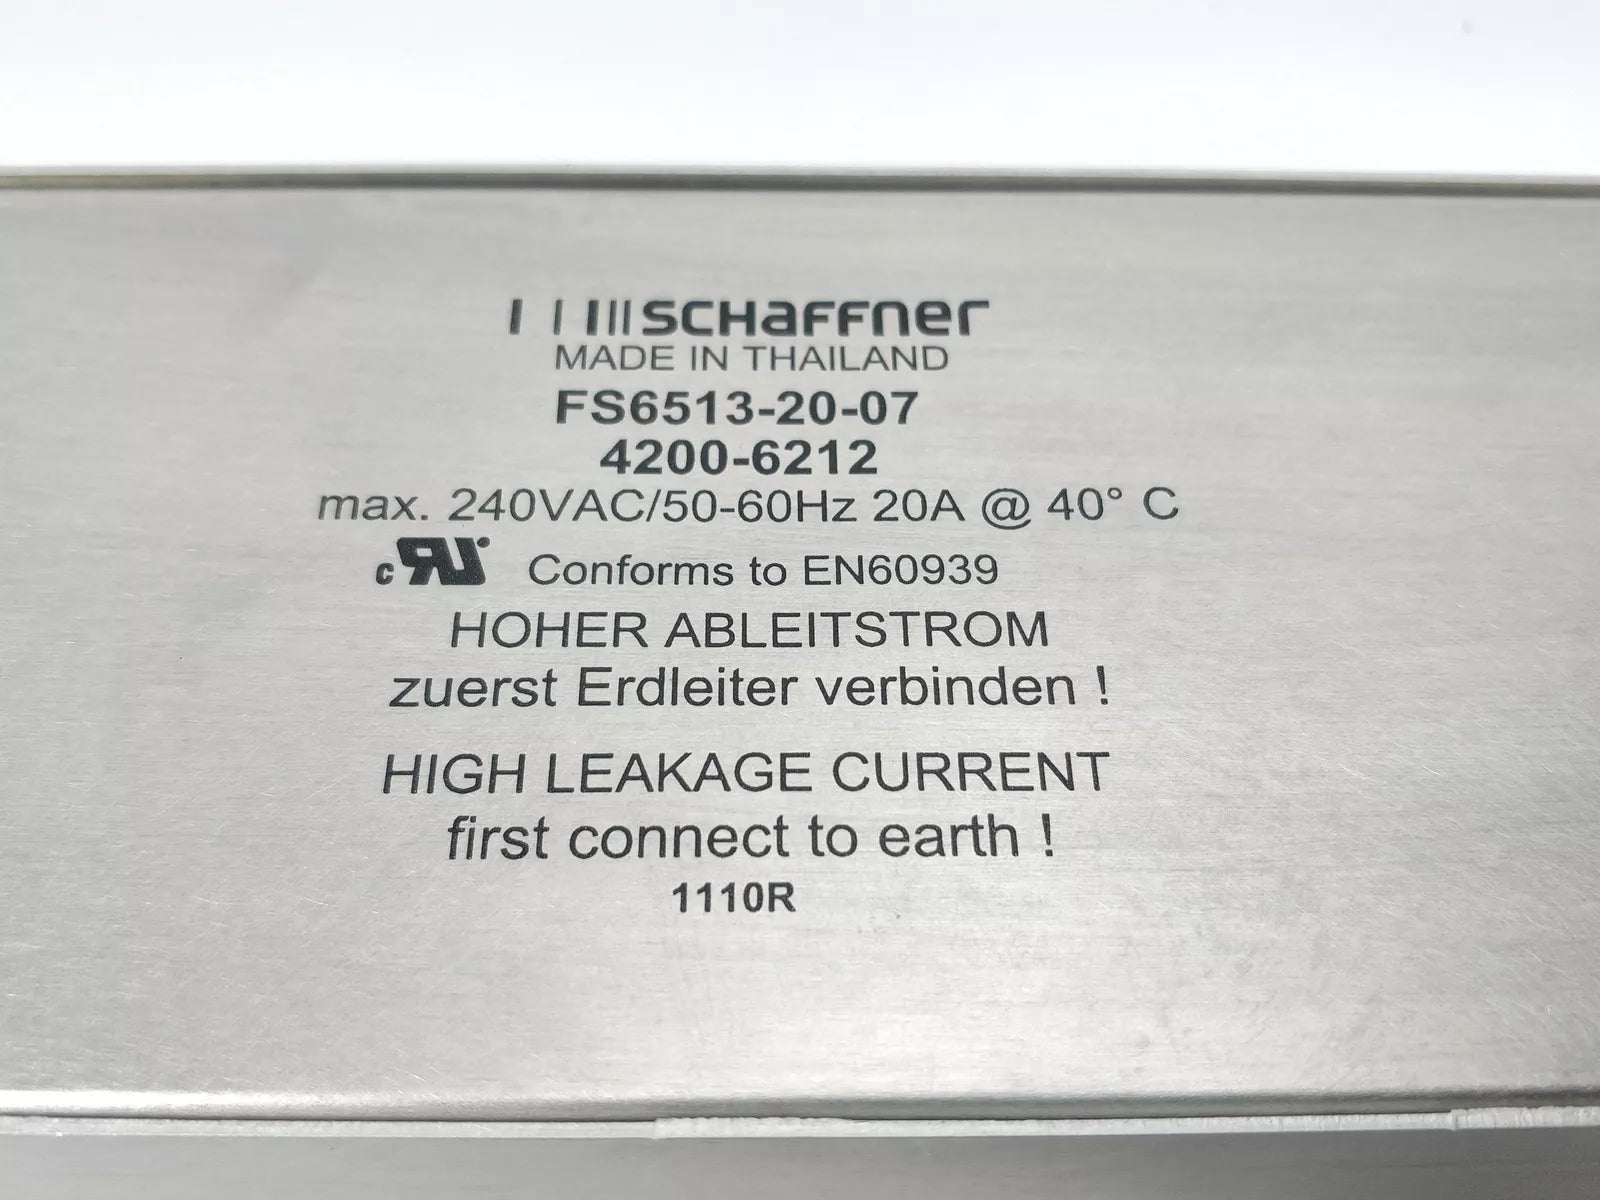 SCHAFFNER
MADE IN THAILAND
FS6513-20-07
4200-6212
max. 240VAC/50-60Hz 20A @ 40° C
c RU Conforms to EN60939
HOHER ABLEITSTROM
zuerst Erdleiter verbinden !
HIGH LEAKAGE CURRENT
first connect to earth !
1110R